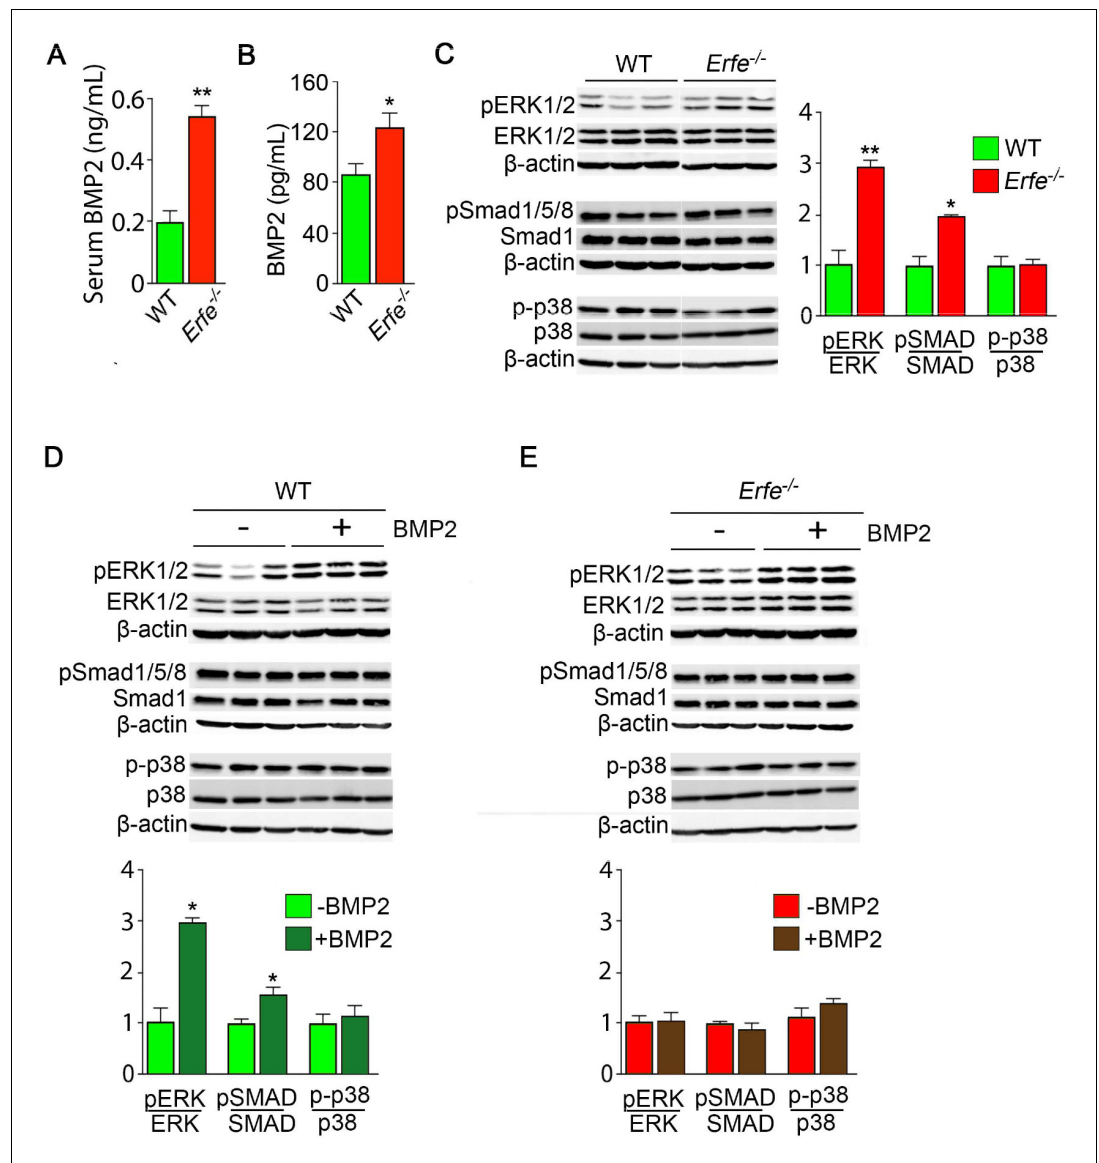 A
Serum BMP2 (ng/mL)
0.6
0.4
0.2
0
**
WT
Erfe-/-
B
BMP2 (pg/mL)
160
120
80
40
0
*
WT
Erfe-/-
C
WT
Erfe-/-
pERK1/2
ERK1/2
β-actin
pSmad1/5/8
Smad1
β-actin
p-p38
p38
β-actin
4
3
2
1
0
**
*
WT
Erfe-/-
pERK pSMAD p-p38
ERK SMAD p38
D
WT
- + BMP2
pERK1/2
ERK1/2
β-actin
pSmad1/5/8
Smad1
β-actin
p-p38
p38
β-actin
4
3
2
1
0
*
*
-BMP2
+BMP2
pERK pSMAD p-p38
ERK SMAD p38
E
Erfe-/-
- + BMP2
pERK1/2
ERK1/2
β-actin
pSmad1/5/8
Smad1
β-actin
p-p38
p38
β-actin
4
3
2
1
0
-BMP2
+BMP2
pERK pSMAD p-p38
ERK SMAD p38